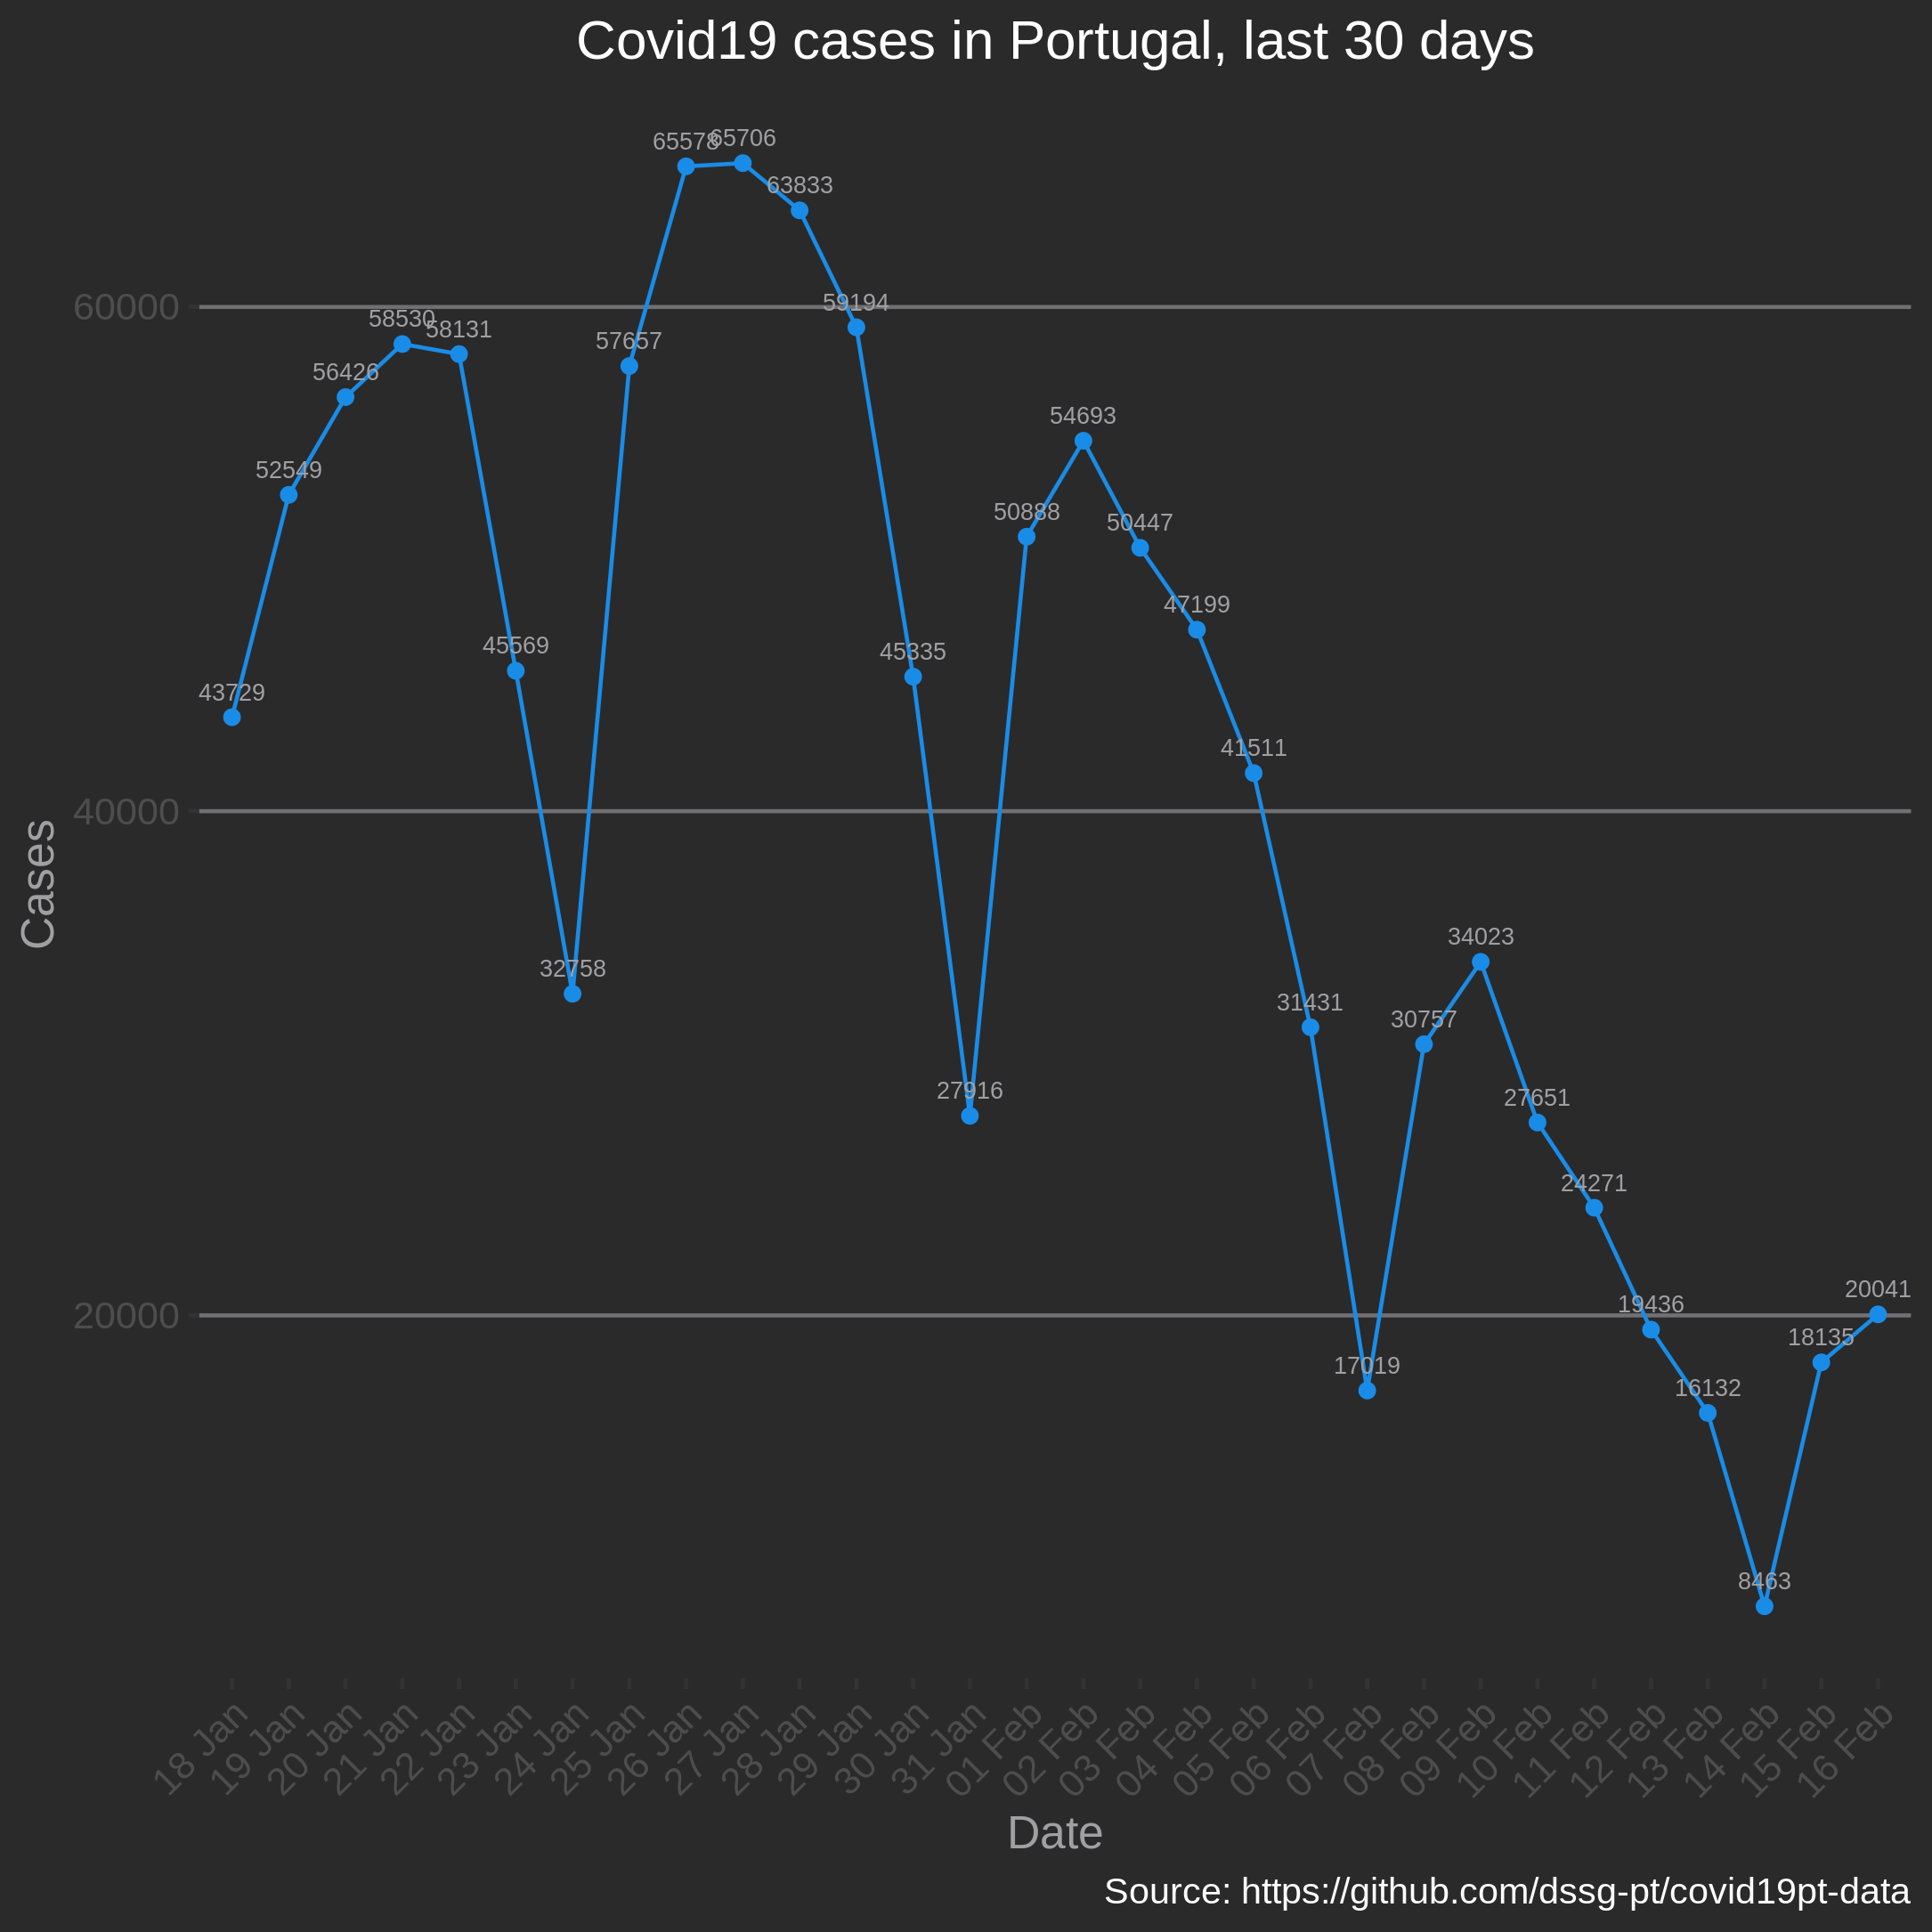 Covid19 cases in Portugal, last 30 days
65578
65706
63833
60000
59194
58530
58131
57657
56426
54693
52549
50888
50447
47199
45569
45335
43729
41511
40000
Cases
34023
32758
31431
30757
27916
27651
24271
20041
20000
19436
18135
17019
16132
8463
18 Jan
19 Jan
20 Jan
21 Jan
22 Jan
23 Jan
24 Jan
25 Jan
26 Jan
27 Jan
28 Jan
29 Jan
30 Jan
31 Jan
01 Feb
02 Feb
03 Feb
04 Feb
05 Feb
06 Feb
07 Feb
08 Feb
09 Feb
10 Feb
11 Feb
12 Feb
13 Feb
14 Feb
15 Feb
16 Feb
Date
Source: https://github.com/dssg-pt/covid19pt-data